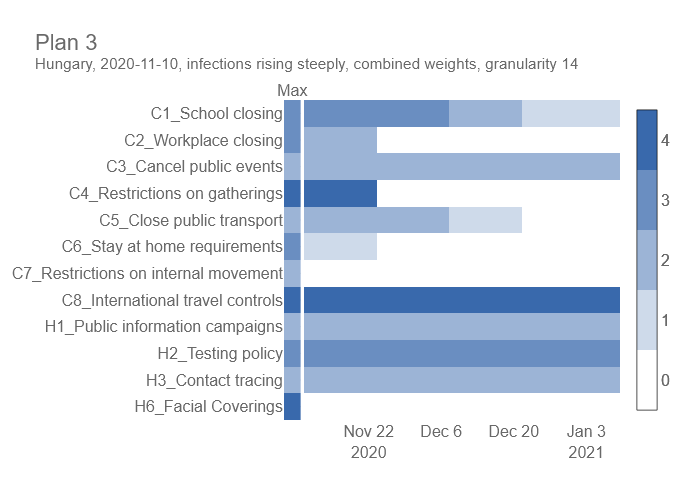 Plan 3
Hungary, 2020-11-10, infections rising steeply, combined weights, granularity 14
Max
C1_School closing
C2_Workplace closing
C3_Cancel public events
C4_Restrictions on gatherings
C5_Close public transport
C6_Stay at home requirements
C7_Restrictions on internal movement
C8_International travel controls
H1_Public information campaigns
H2_Testing policy
H3_Contact tracing
H6_Facial Coverings
Nov 22 Dec 6 Dec 20 Jan 3
2020 2021
4
3
2
1
0